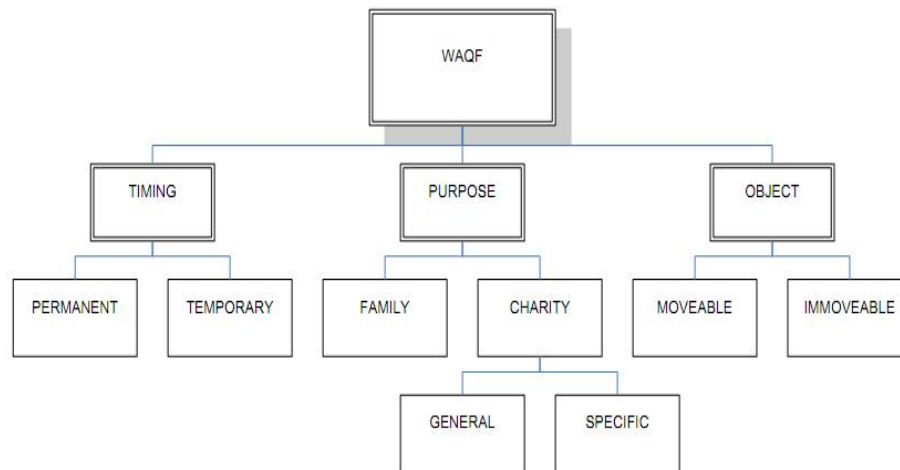 WAQF
TIMING
PURPOSE
OBJECT
PERMANENT
TEMPORARY
FAMILY
CHARITY
MOVEABLE
IMMOVEABLE
GENERAL
SPECIFIC